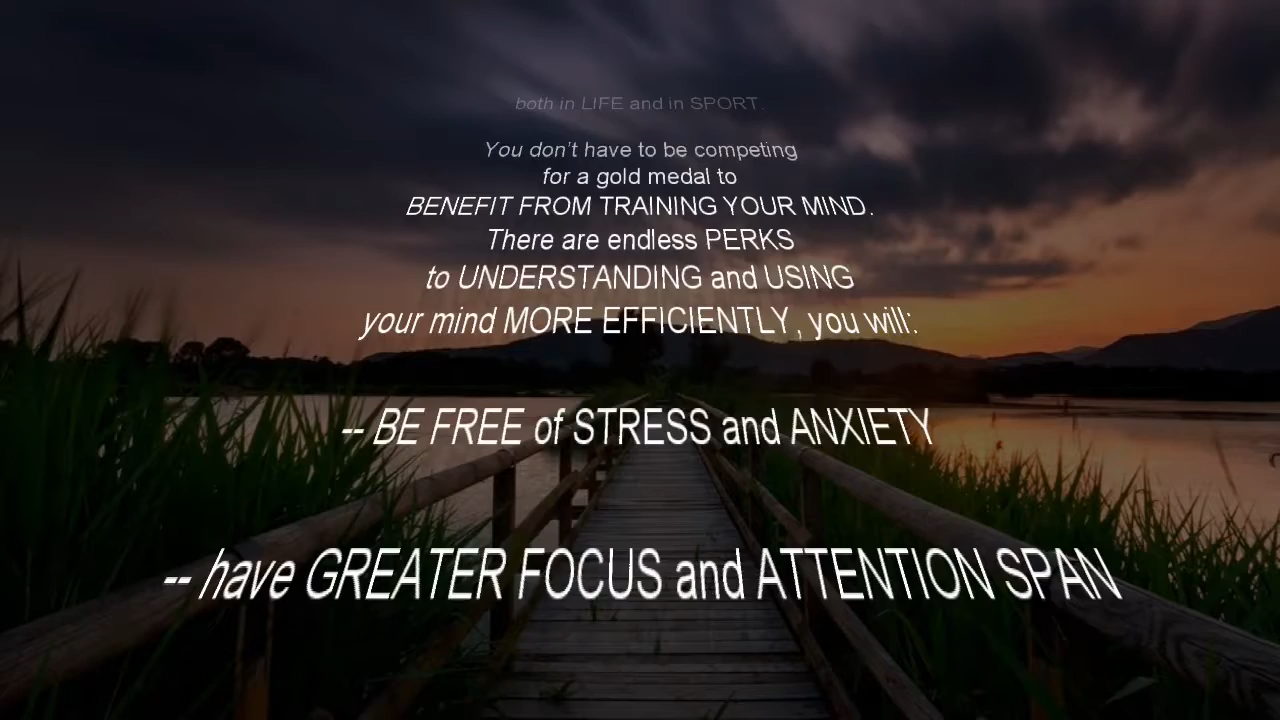 both in LIFE and in SPORT.
You don't have to be competing
for a gold medal to
BENEFIT FROM TRAINING YOUR MIND.
There are endless PERKS
to UNDERSTANDING and USING
your mind MORE EFFICIENTLY, you will:
-- BE FREE of STRESS and ANXIETY
-- have GREATER FOCUS and ATTENTION SPAN